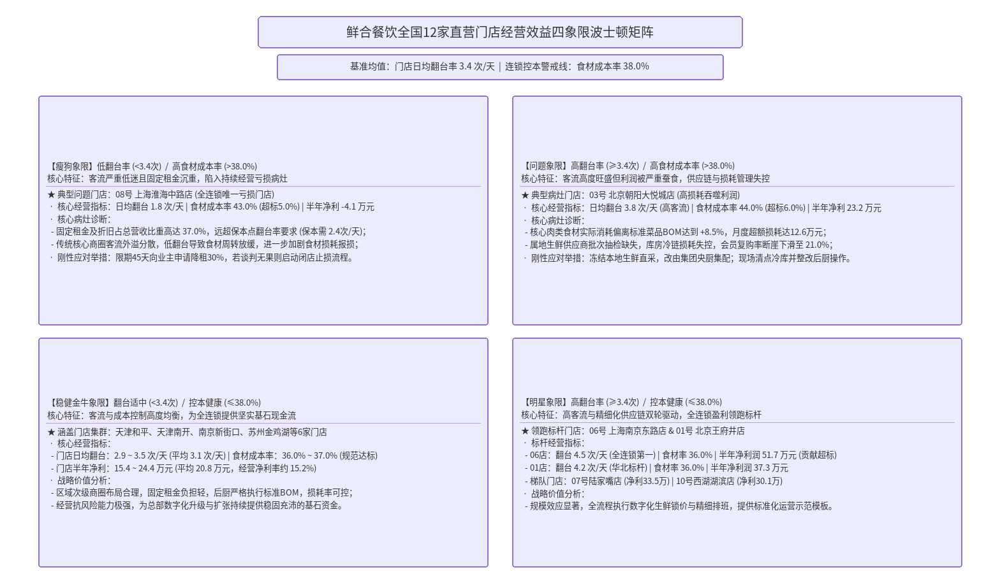 鲜合餐饮全国12家直营门店经营效益四象限波士顿矩阵
基准均值：门店日均翻台率 3.4 次/天 | 连锁控本警戒线：食材成本率 38.0%
【瘦狗象限】低翻台率 (<3.4次) / 高食材成本率 (>38.0%)
核心特征：客流严重低迷且固定租金沉重，陷入持续经营亏损病灶
★ 典型问题门店：08号 上海淮海中路店 (全连锁唯一亏损门店)
· 核心经营指标：日均翻台 1.8 次/天 | 食材成本率 43.0% (超标5.0%) | 半年净利 -4.1 万元
· 核心病灶诊断：
- 固定租金及折旧占总营收比重高达 37.0%，远超保本点翻台率要求 (保本需 2.4次/天)；
- 传统核心商圈客流外溢分散，低翻台导致食材周转放缓，进一步加剧食材损耗报损；
· 刚性应对举措：限期45天向业主申请降租30%，若谈判无果则启动闭店止损流程。
【问题象限】高翻台率 (≥3.4次) / 高食材成本率 (>38.0%)
核心特征：客流高度旺盛但利润被严重蚕食，供应链与损耗管理失控
★ 典型病灶门店：03号 北京朝阳大悦城店 (高损耗吞噬利润)
· 核心经营指标：日均翻台 3.8 次/天 (高客流) | 食材成本率 44.0% (超标6.0%) | 半年净利 23.2 万元
· 核心病灶诊断：
- 核心肉类食材实际消耗偏离标准菜品BOM达到 +8.5%，月度超额损耗达12.6万元；
- 属地生鲜供应商批次抽检缺失，库房冷链损耗失控，会员复购率断崖下滑至 21.0%；
· 刚性应对举措：冻结本地生鲜直采，改由集团央厨集配；现场清点冷库并整改后厨操作。
【稳健金牛象限】翻台适中 (<3.4次) / 控本健康 (≤38.0%)
核心特征：客流与成本控制高度均衡，为全连锁提供坚实基石现金流
★ 涵盖门店集群：天津和平、天津南开、南京新街口、苏州金鸡湖等6家门店
· 核心经营指标：
- 门店日均翻台：2.9 ~ 3.5 次/天 (平均 3.1 次/天) | 食材成本率：36.0% ~ 37.0% (规范达标)
- 门店半年净利：15.4 ~ 24.4 万元 (平均 20.8 万元，经营净利率约 15.2%)
· 战略价值分析：
- 区域次级商圈布局合理，固定租金负担轻，后厨严格执行标准BOM，损耗率可控；
- 经营抗风险能力极强，为总部数字化升级与扩张持续提供稳固充沛的基石资金。
【明星象限】高翻台率 (≥3.4次) / 控本健康 (≤38.0%)
核心特征：高客流与精细化供应链双轮驱动，全连锁盈利领跑标杆
★ 领跑标杆门店：06号 上海南京东路店 & 01号 北京王府井店
· 标杆经营指标：
- 06店：翻台 4.5 次/天 (全连锁第一) | 食材率 36.0% | 半年净利润 51.7 万元 (贡献超标)
- 01店：翻台 4.2 次/天 (华北标杆) | 食材率 36.0% | 半年净利润 37.3 万元
- 梯队门店：07号陆家嘴店 (净利33.5万) | 10号西湖湖滨店 (净利30.1万)
· 战略价值分析：
- 规模效应显著，全流程执行数字化生鲜锁价与精细排班，提供标准化运营示范模板。